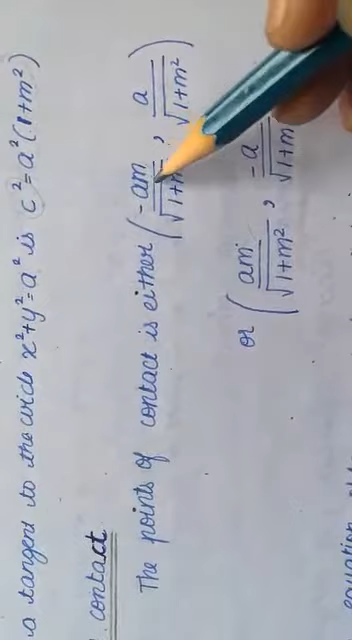 a tangent to the circle x²+y²=a² is c²=a²(1+m²)
contact
The points of contact is either (-am/√1+m², a/√1+m²)
or (am/√1+m², -a/√1+m
equation